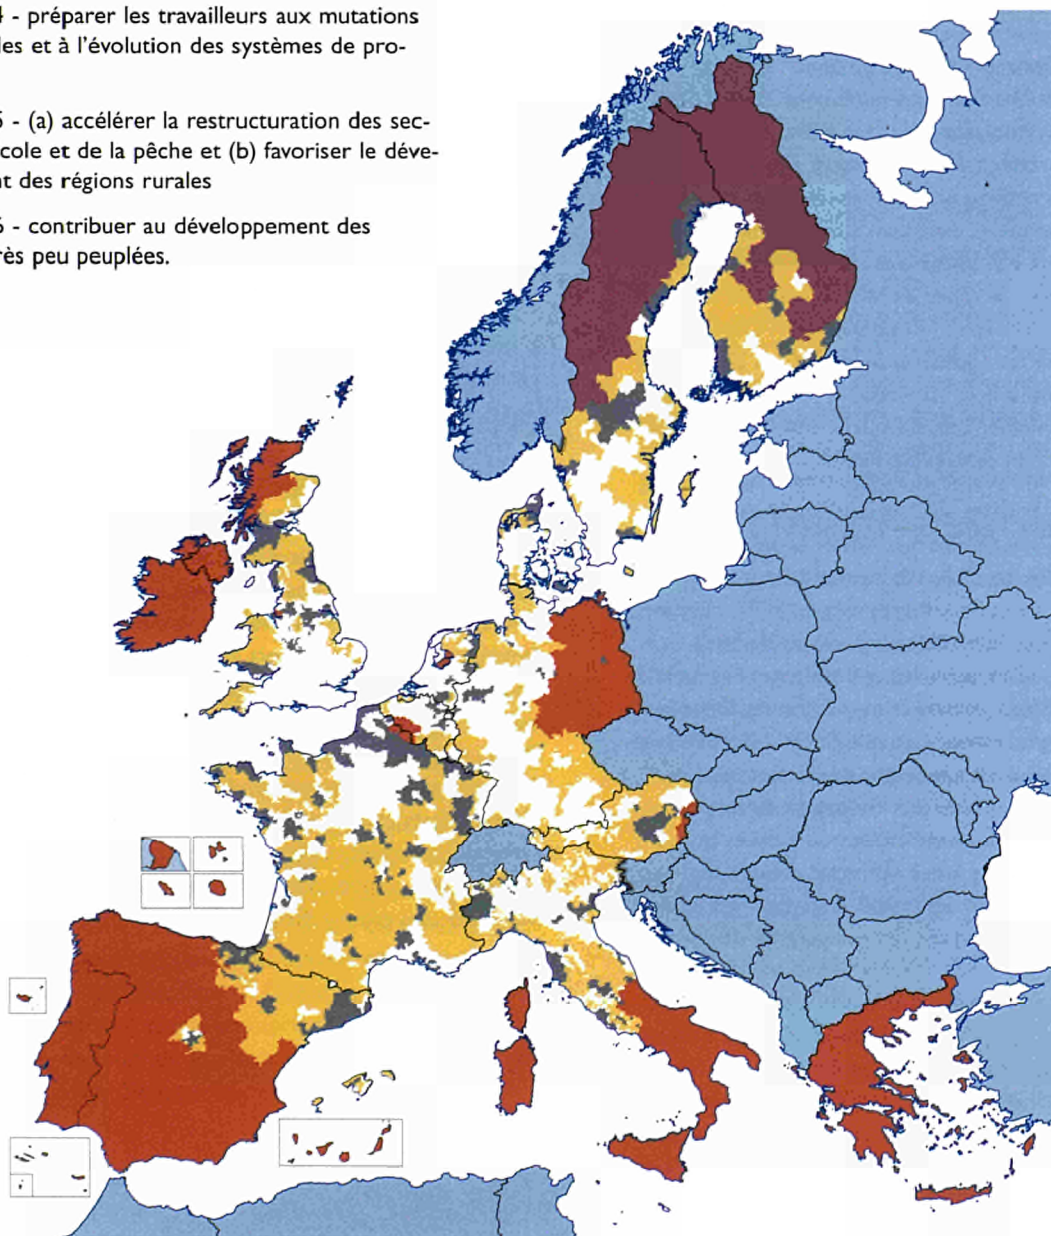 4 - préparer les travailleurs aux mutations
les et à l'évolution des systèmes de pro-
5 - (a) accélérer la restructuration des sec-
cole et de la pêche et (b) favoriser le déve-
nt des régions rurales
6 - contribuer au développement des
rès peu peuplées.